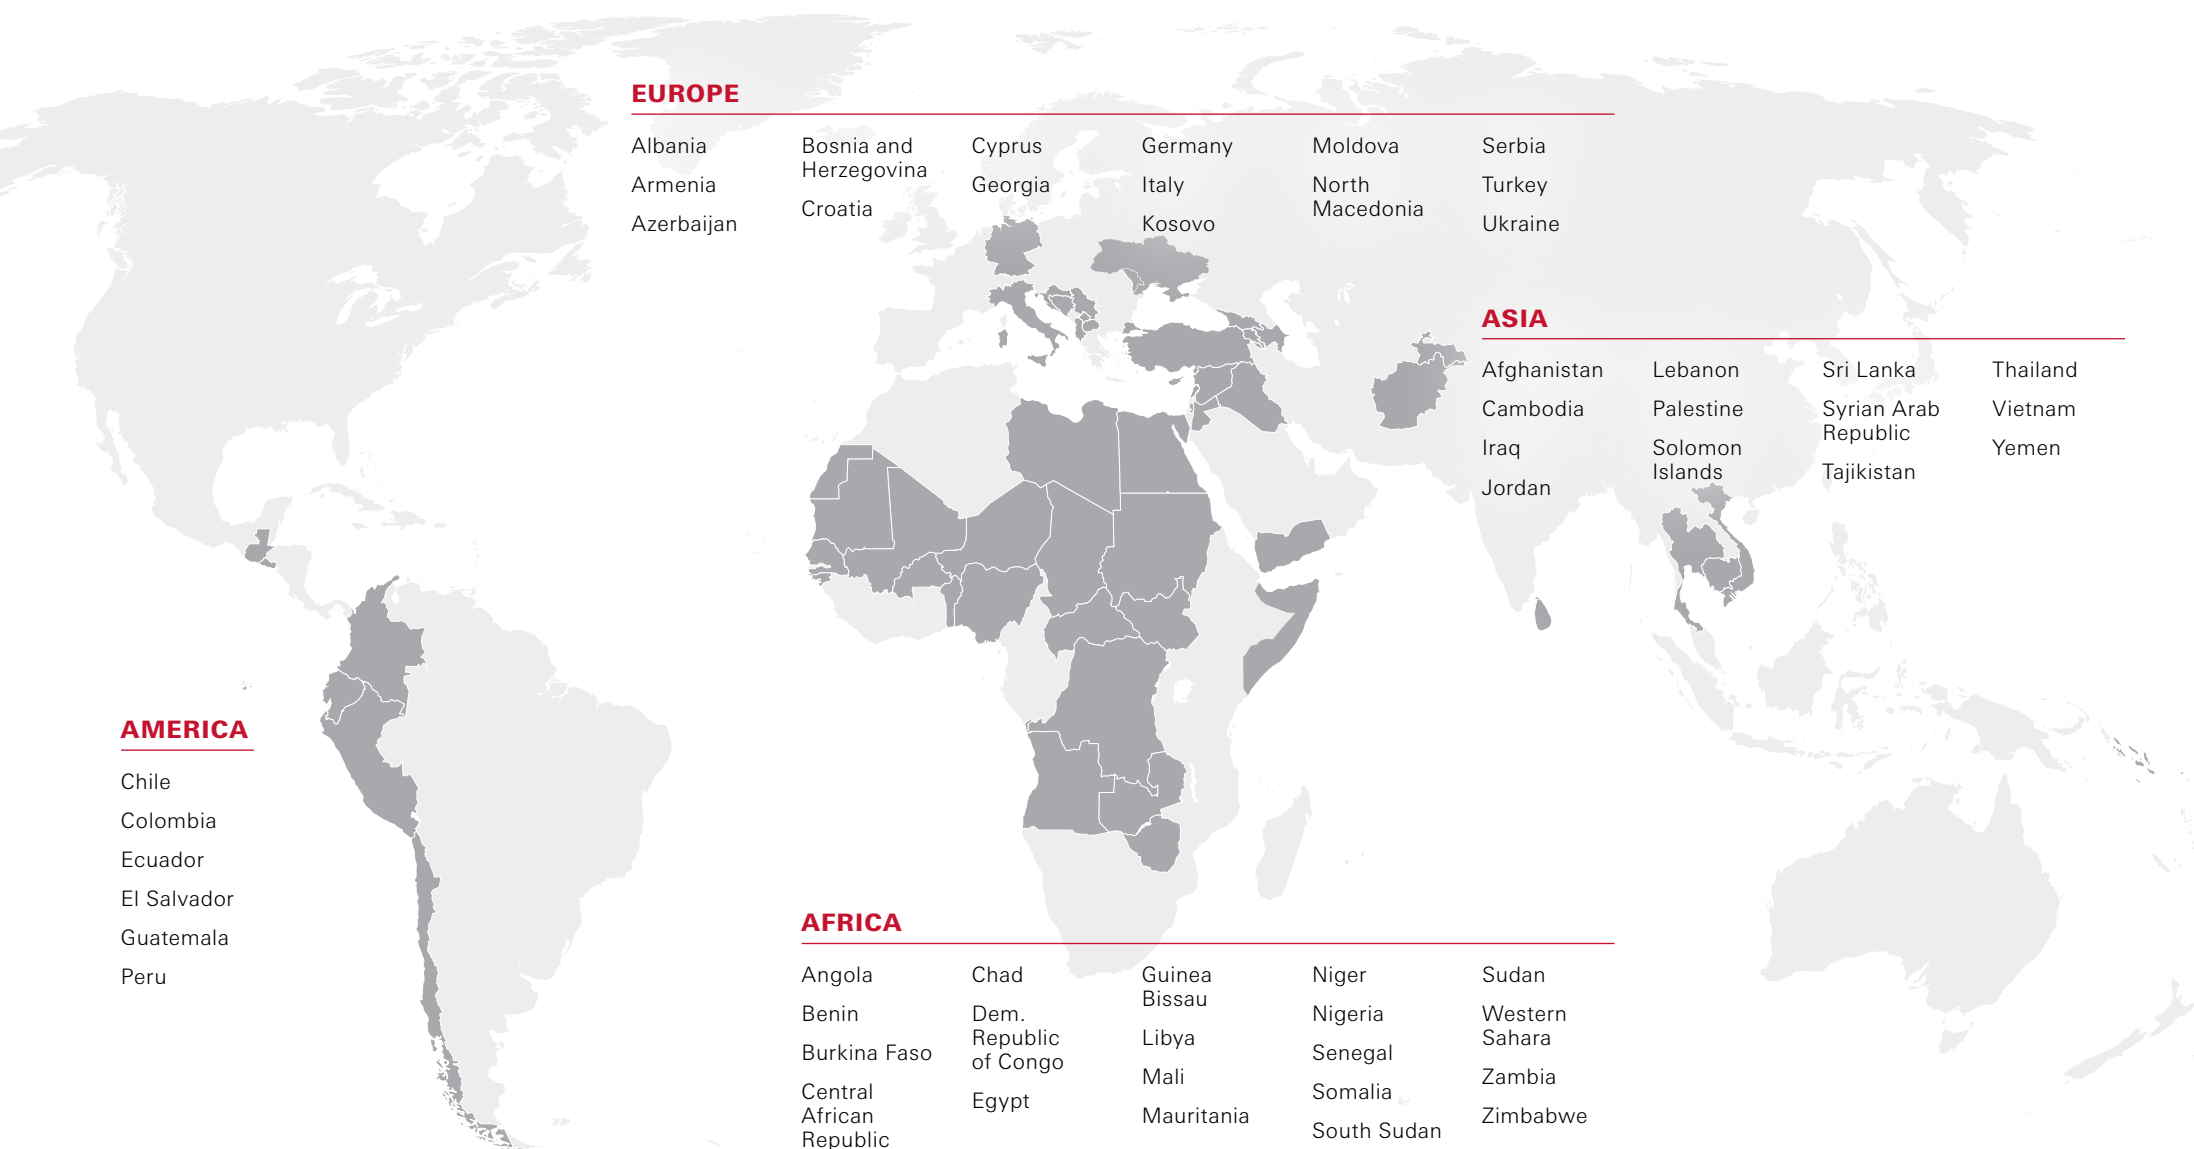 EUROPE
Albania
Armenia
Azerbaijan
Bosnia and
Herzegovina
Croatia
Cyprus
Georgia
Germany
Italy
Kosovo
Moldova
North
Macedonia
Serbia
Turkey
Ukraine
ASIA
Afghanistan
Cambodia
Iraq
Jordan
Lebanon
Palestine
Solomon
Islands
Sri Lanka
Syrian Arab
Republic
Tajikistan
Thailand
Vietnam
Yemen
AMERICA
Chile
Colombia
Ecuador
El Salvador
Guatemala
Peru
AFRICA
Angola
Benin
Burkina Faso
Central
African
Republic
Chad
Dem.
Republic
of Congo
Egypt
Guinea
Bissau
Libya
Mali
Mauritania
Niger
Nigeria
Senegal
Somalia
South Sudan
Sudan
Western
Sahara
Zambia
Zimbabwe